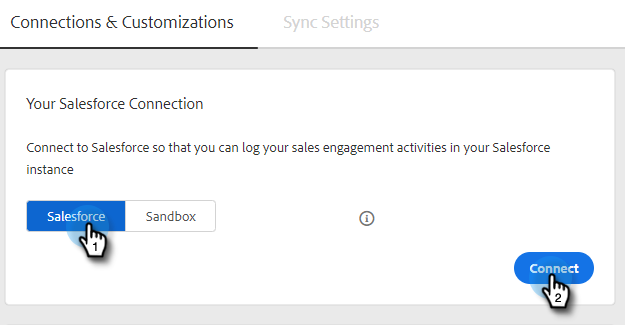 Connections & Customizations
Sync Settings
Your Salesforce Connection
Connect to Salesforce so that you can log your sales engagement activities in your Salesforce
instance
Salesforce
Sandbox
1
Connect
2